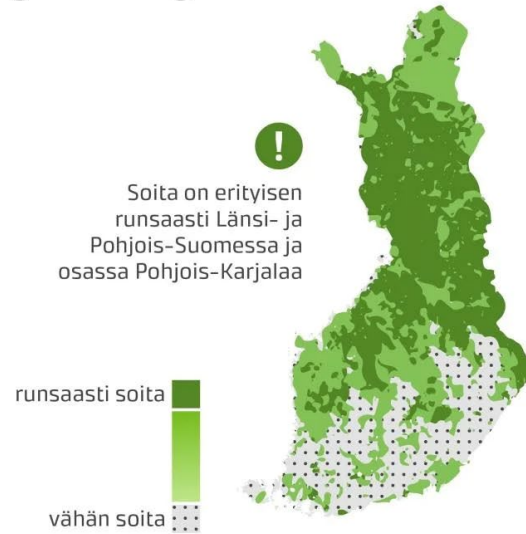 !
Soita on erityisen
runsaasti Länsi- ja
Pohjois-Suomessa ja
osassa Pohjois-Karjalaa
runsaasti soita
vähän soita